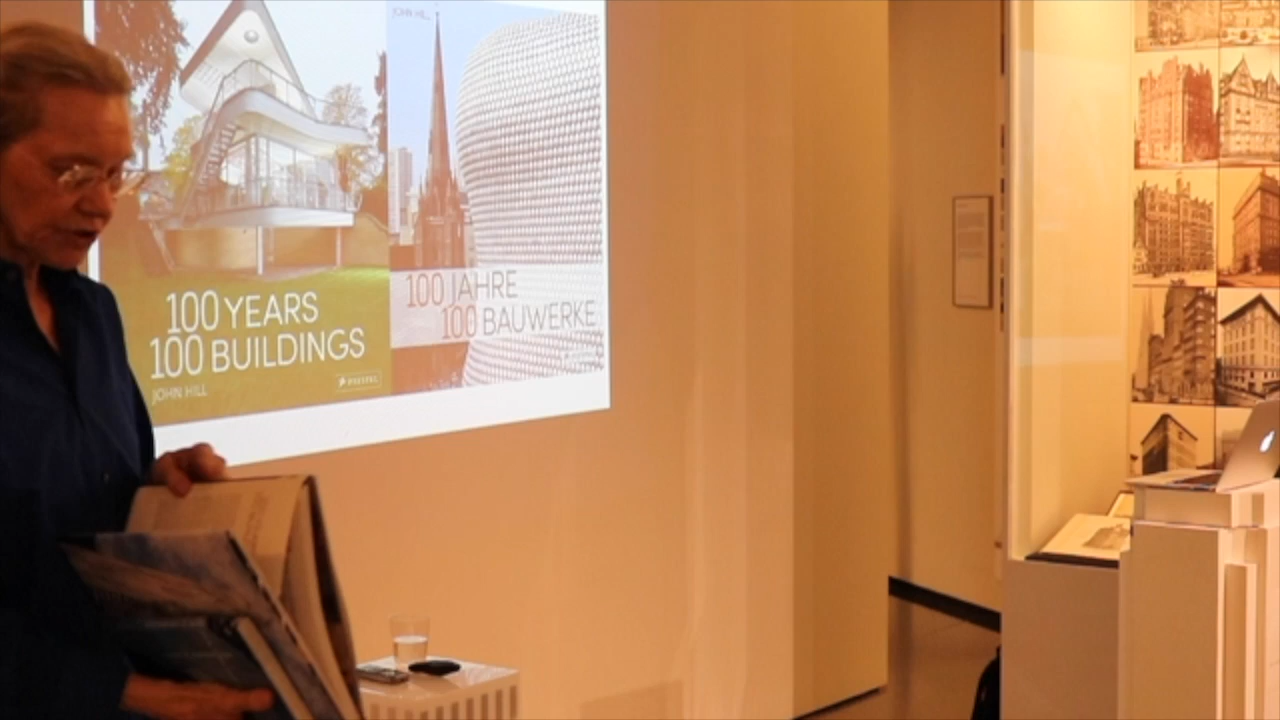 100 YEARS
100 BUILDINGS
JOHN HILL
PRESTEL
JOHN HILL
100 JAHRE
100 BAUWERKE